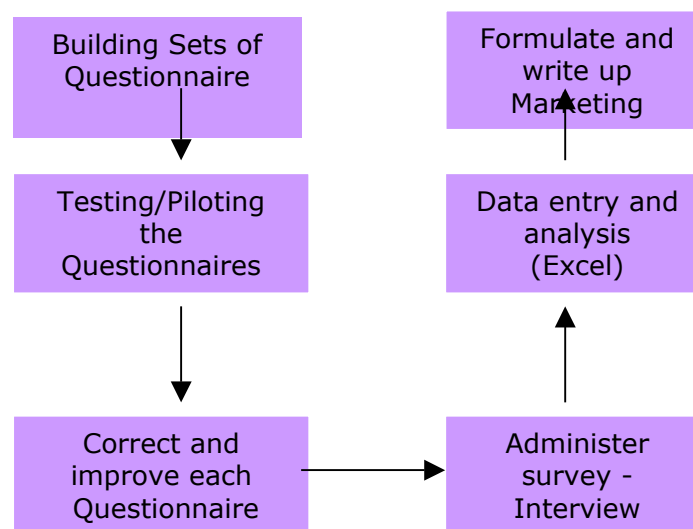 Building Sets of
Questionnaire
Testing/Piloting
the
Questionnaires
Correct and
improve each
Questionnaire
Administer
survey -
Interview
Data entry and
analysis
(Excel)
Formulate and
write up
Marketing